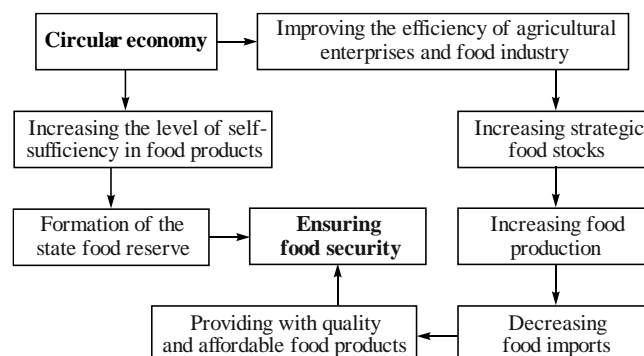 Circular economy
Improving the efficiency of agricultural
enterprises and food industry
Increasing the level of self-
sufficiency in food products
Increasing strategic
food stocks
Formation of the
state food reserve
Ensuring
food security
Increasing food
production
Providing with quality
and affordable food products
Decreasing
food imports